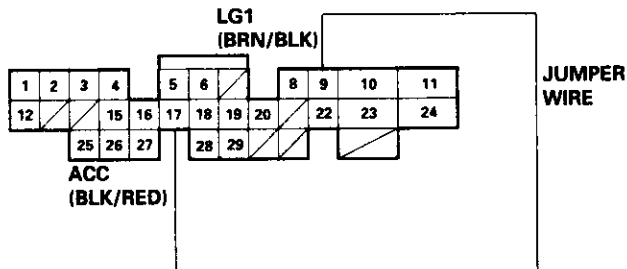 LG1
(BRN/BLK)
1 2 3 4 5 6 8 9 10 11
JUMPER
WIRE
12 15 16 17 18 19 20 22 23 24
25 26 27 28 29
ACC
(BLK/RED)